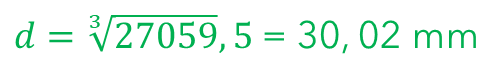 d = ∛27059, 5 = 30, 02 mm